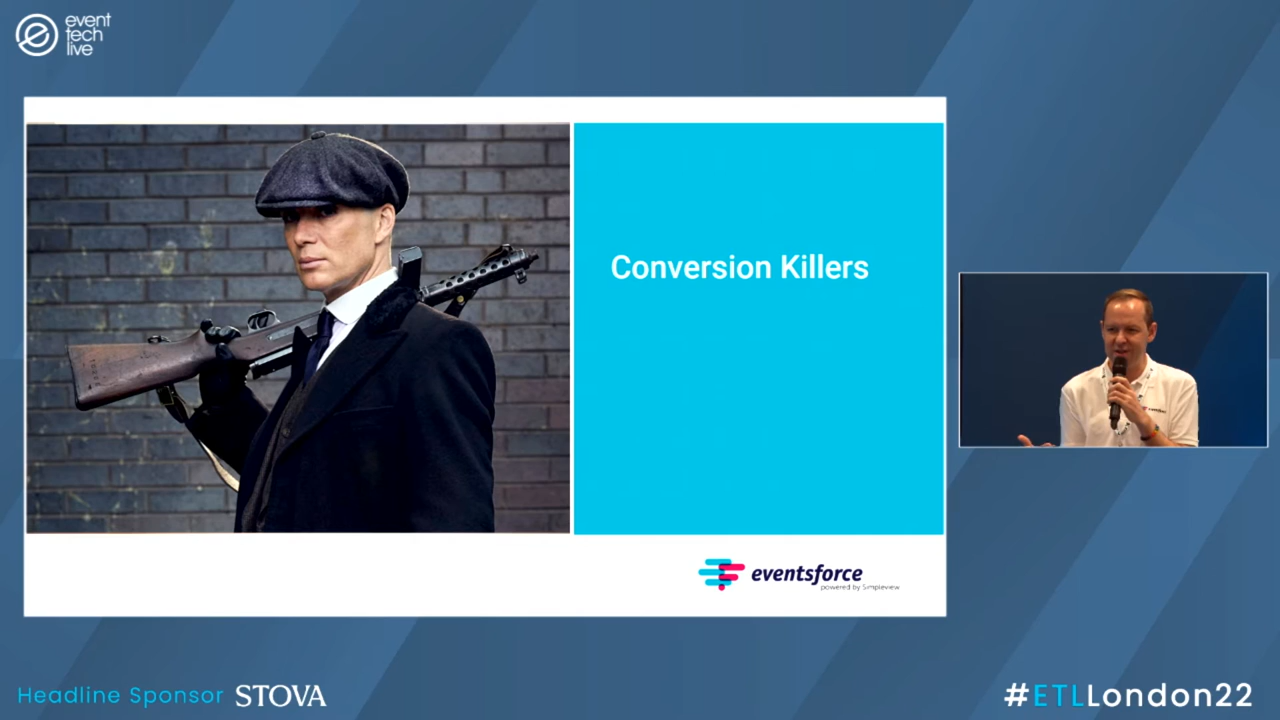 event
tech
live
Conversion Killers
eventsforce
powered by Simpleview
Headline Sponsor STOVA
#ETLLondon22